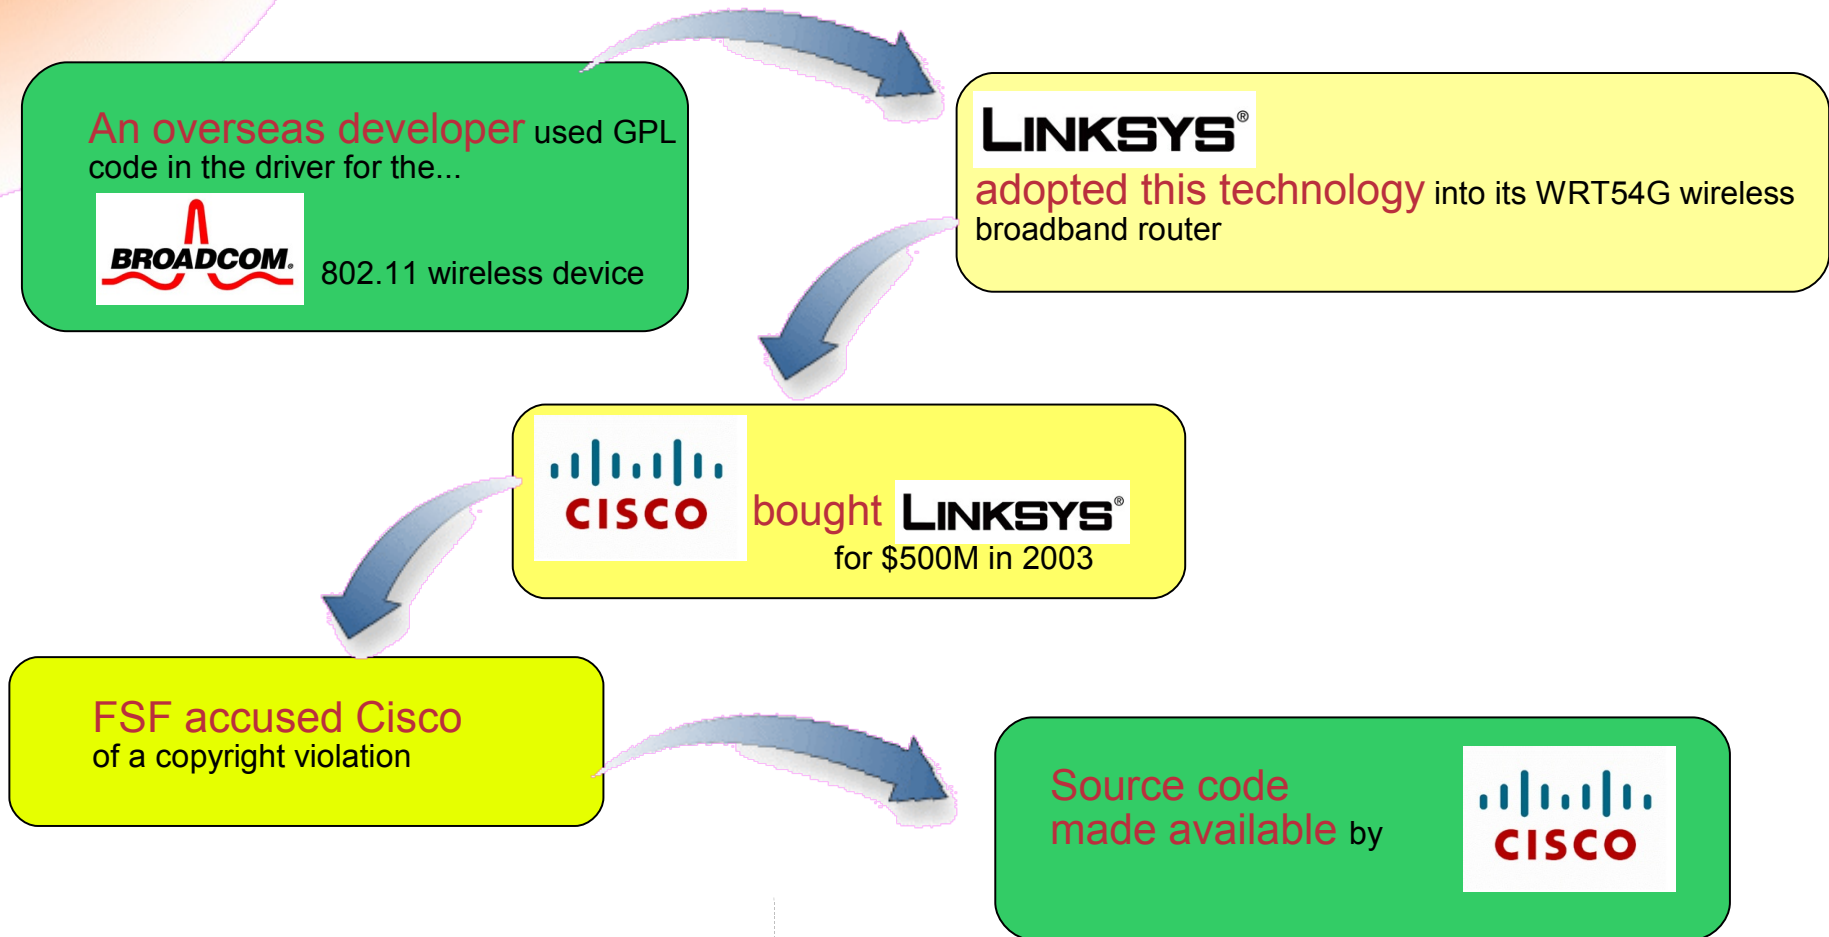 An overseas developer used GPL
code in the driver for the...
BROADCOM.
802.11 wireless device
LINKSYS®
adopted this technology into its WRT54G wireless
broadband router
CISCO
bought LINKSYS®
for $500M in 2003
FSF accused Cisco
of a copyright violation
Source code
made available by
CISCO